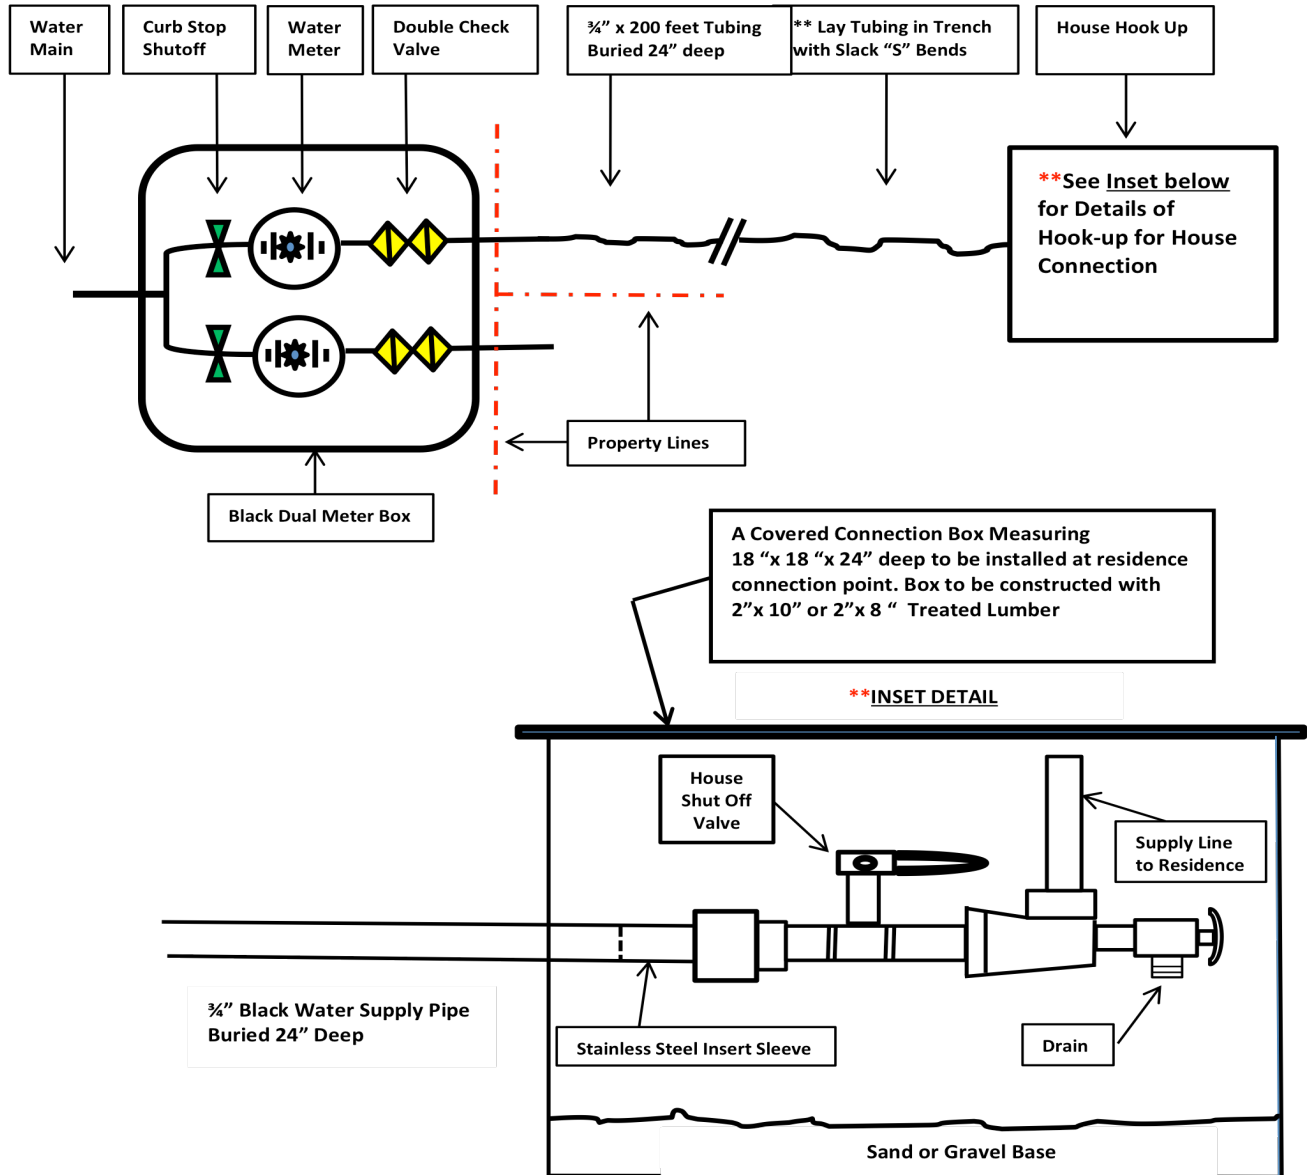 Water
Main
Curb Stop
Shutoff
Water
Meter
Double Check
Valve
¾” x 200 feet Tubing
Buried 24” deep
** Lay Tubing in Trench
with Slack “S” Bends
House Hook Up
**See Inset below
for Details of
Hook-up for House
Connection
Property Lines
Black Dual Meter Box
A Covered Connection Box Measuring
18 “x 18 “x 24” deep to be installed at residence
connection point. Box to be constructed with
2”x 10” or 2”x 8 “ Treated Lumber
**INSET DETAIL
House
Shut Off
Valve
Supply Line
to Residence
¾” Black Water Supply Pipe
Buried 24” Deep
Stainless Steel Insert Sleeve
Drain
Sand or Gravel Base